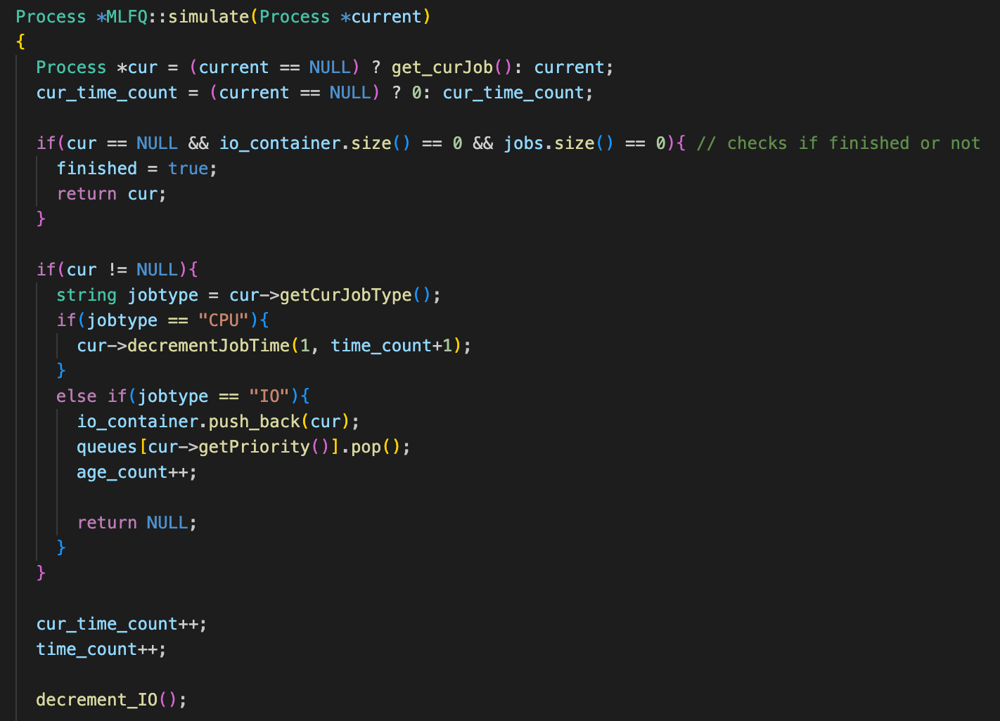 Process *MLFQ::simulate(Process *current)
{
  Process *cur = (current == NULL) ? get_curJob(): current;
  cur_time_count = (current == NULL) ? 0: cur_time_count;

  if(cur == NULL && io_container.size() == 0 && jobs.size() == 0){ // checks if finished or not
    finished = true;
    return cur;
  }

  if(cur != NULL){
    string jobtype = cur->getCurJobType();
    if(jobtype == "CPU"){
      cur->decrementJobTime(1, time_count+1);
    }
    else if(jobtype == "IO"){
      io_container.push_back(cur);
      queues[cur->getPriority()].pop();
      age_count++;

      return NULL;
    }
  }

  cur_time_count++;
  time_count++;

  decrement_IO();